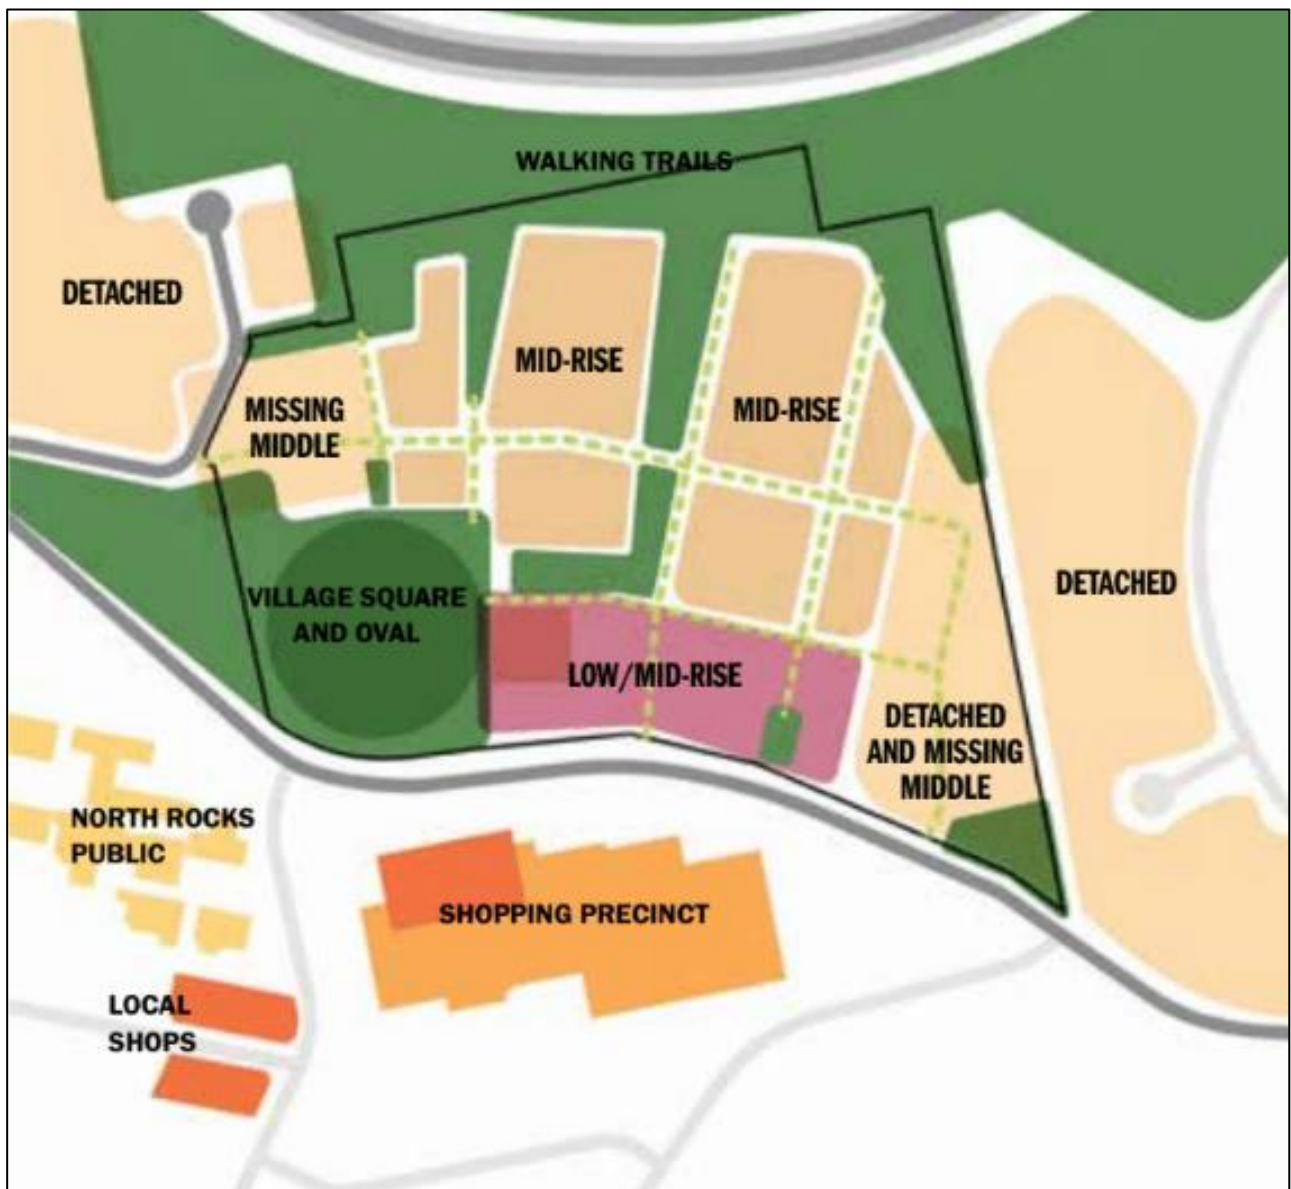 WALKING TRAILS
DETACHED
MID-RISE
MID-RISE
MISSING
MIDDLE
DETACHED
VILLAGE SQUARE
AND OVAL
LOW/MID-RISE
DETACHED
AND MISSING
MIDDLE
NORTH ROCKS
PUBLIC
SHOPPING PRECINCT
LOCAL
SHOPS